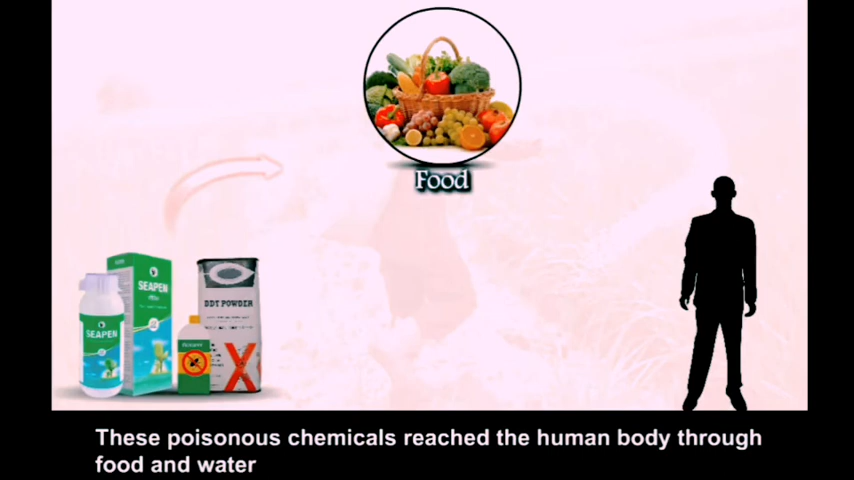 Food
SEAPEN
SEAPEN
DDT POWDER
X
These poisonous chemicals reached the human body through
food and water